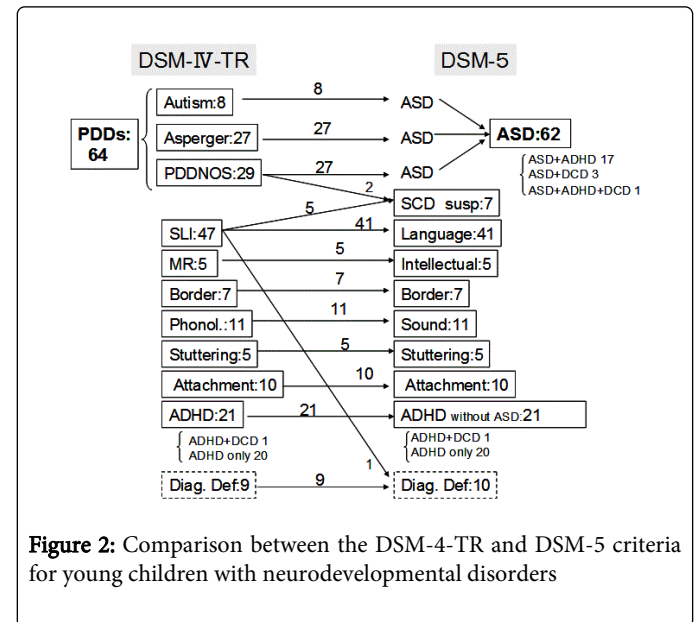 DSM-Ⅳ-TR DSM-5
Autism:8 8 ASD
PDDs: 64 Asperger:27 27 ASD ASD:62
PDDNOS:29 27 ASD
ASD+ADHD 17
ASD+DCD 3
ASD+ADHD+DCD 1
2
5 SCD susp:7
SLI:47 41 Language:41
MR:5 5 Intellectual:5
Border:7 7 Border:7
Phonol.:11 11 Sound:11
Stuttering:5 5 Stuttering:5
Attachment:10 10 Attachment:10
ADHD:21 21 ADHD without ASD:21
ADHD+DCD 1 ADHD+DCD 1
ADHD only 20 ADHD only 20
1
Diag. Def:9 9 Diag. Def:10
Figure 2: Comparison between the DSM-4-TR and DSM-5 criteria
for young children with neurodevelopmental disorders